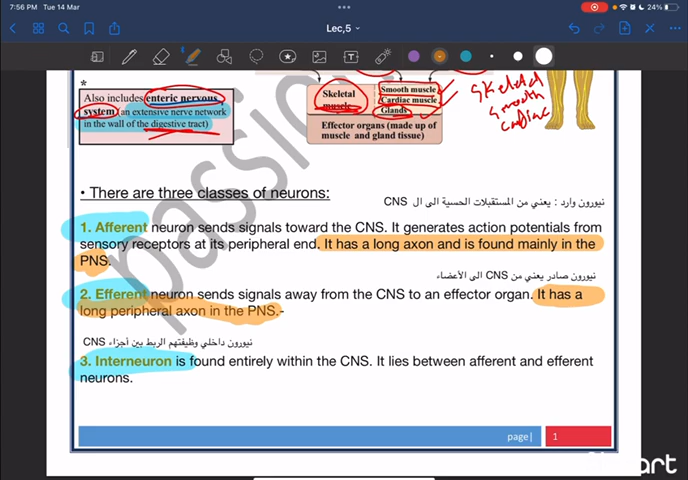 7:56 PM Tue 14 Mar
24%
Lec,5
*
Also includes enteric nervous
system (an extensive nerve network
in the wall of the digestive tract)
Skeletal
muscle
Smooth muscle
Cardiac muscle
Glands
Effector organs (made up of
muscle and gland tissue)
Skeletal
smooth
cardiac
• There are three classes of neurons:
نيورون وارد : يعني من المستقبلات الحسية الى ال CNS
1. Afferent neuron sends signals toward the CNS. It generates action potentials from
sensory receptors at its peripheral end. It has a long axon and is found mainly in the
PNS.
نيورون صادر يعني من CNS الى الأعضاء
2. Efferent neuron sends signals away from the CNS to an effector organ. It has a
long peripheral axon in the PNS.-
نيورون داخلي وظيفتهم الربط بين أجزاء CNS
3. Interneuron is found entirely within the CNS. It lies between afferent and efferent
neurons.
page| 1